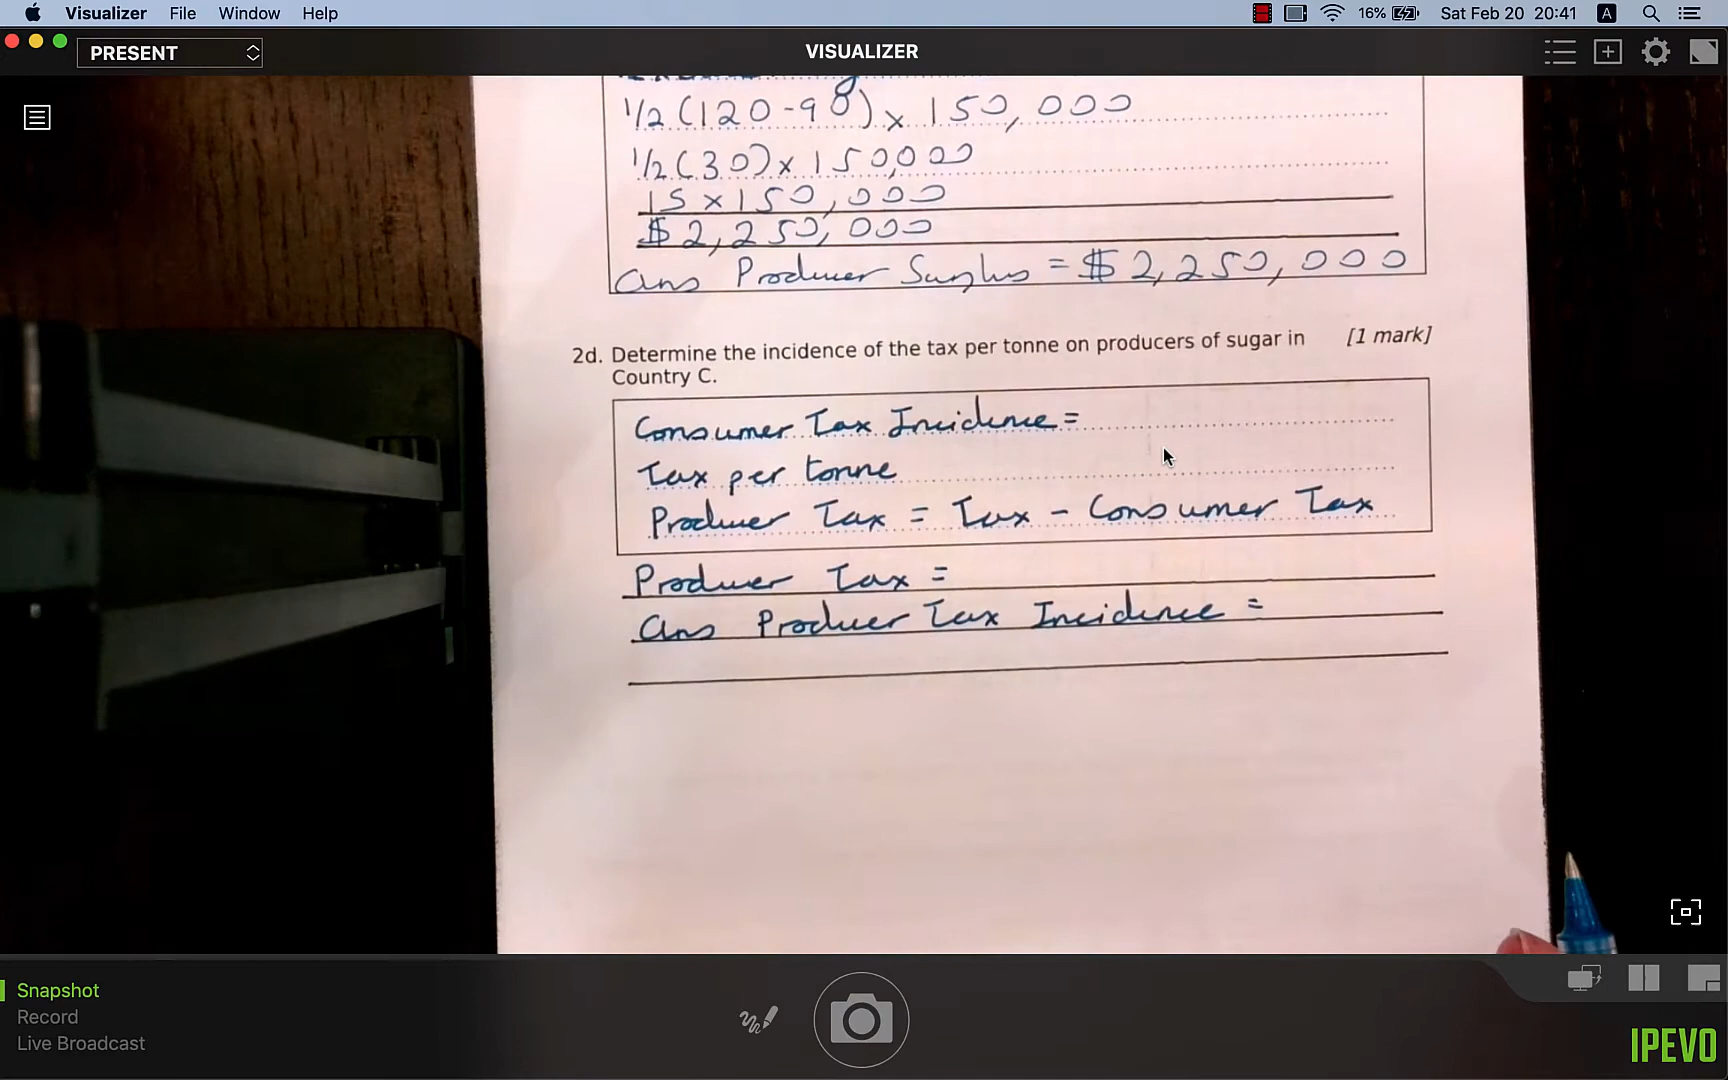 Visualizer File Window Help 16% Sat Feb 20 20:41 A
PRESENT
VISUALIZER
1/2 (120-90) x 150,000
1/2 (30) x 150,000
15 x 150,000
$ 2,250,000
Ans Producer Surplus = $ 2,250,000
2d. Determine the incidence of the tax per tonne on producers of sugar in [1 mark]
Country C.
Consumer Tax Incidence =
Tax per tonne
Producer Tax = Tax - Consumer Tax
Producer Tax =
Ans Producer Tax Incidence =
Snapshot
Record
Live Broadcast
IPEVO